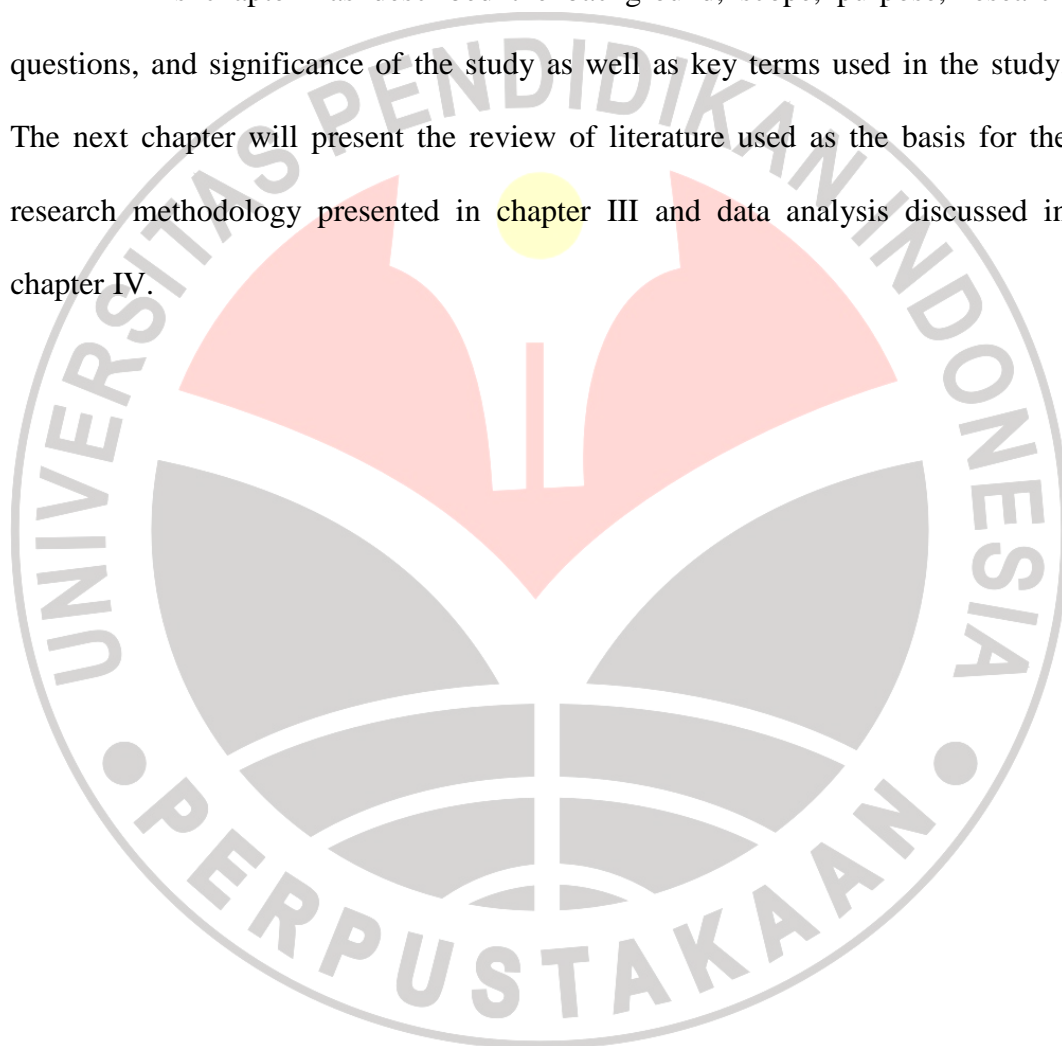 questions, and significance of the study as well as key terms used in the study
The next chapter will present the review of literature used as the basis for the
research methodology presented in chapter III and data analysis discussed in
chapter IV.
UNIVERSITAS PENDIDIKAN INDONESIA
PERPUSTAKAAN